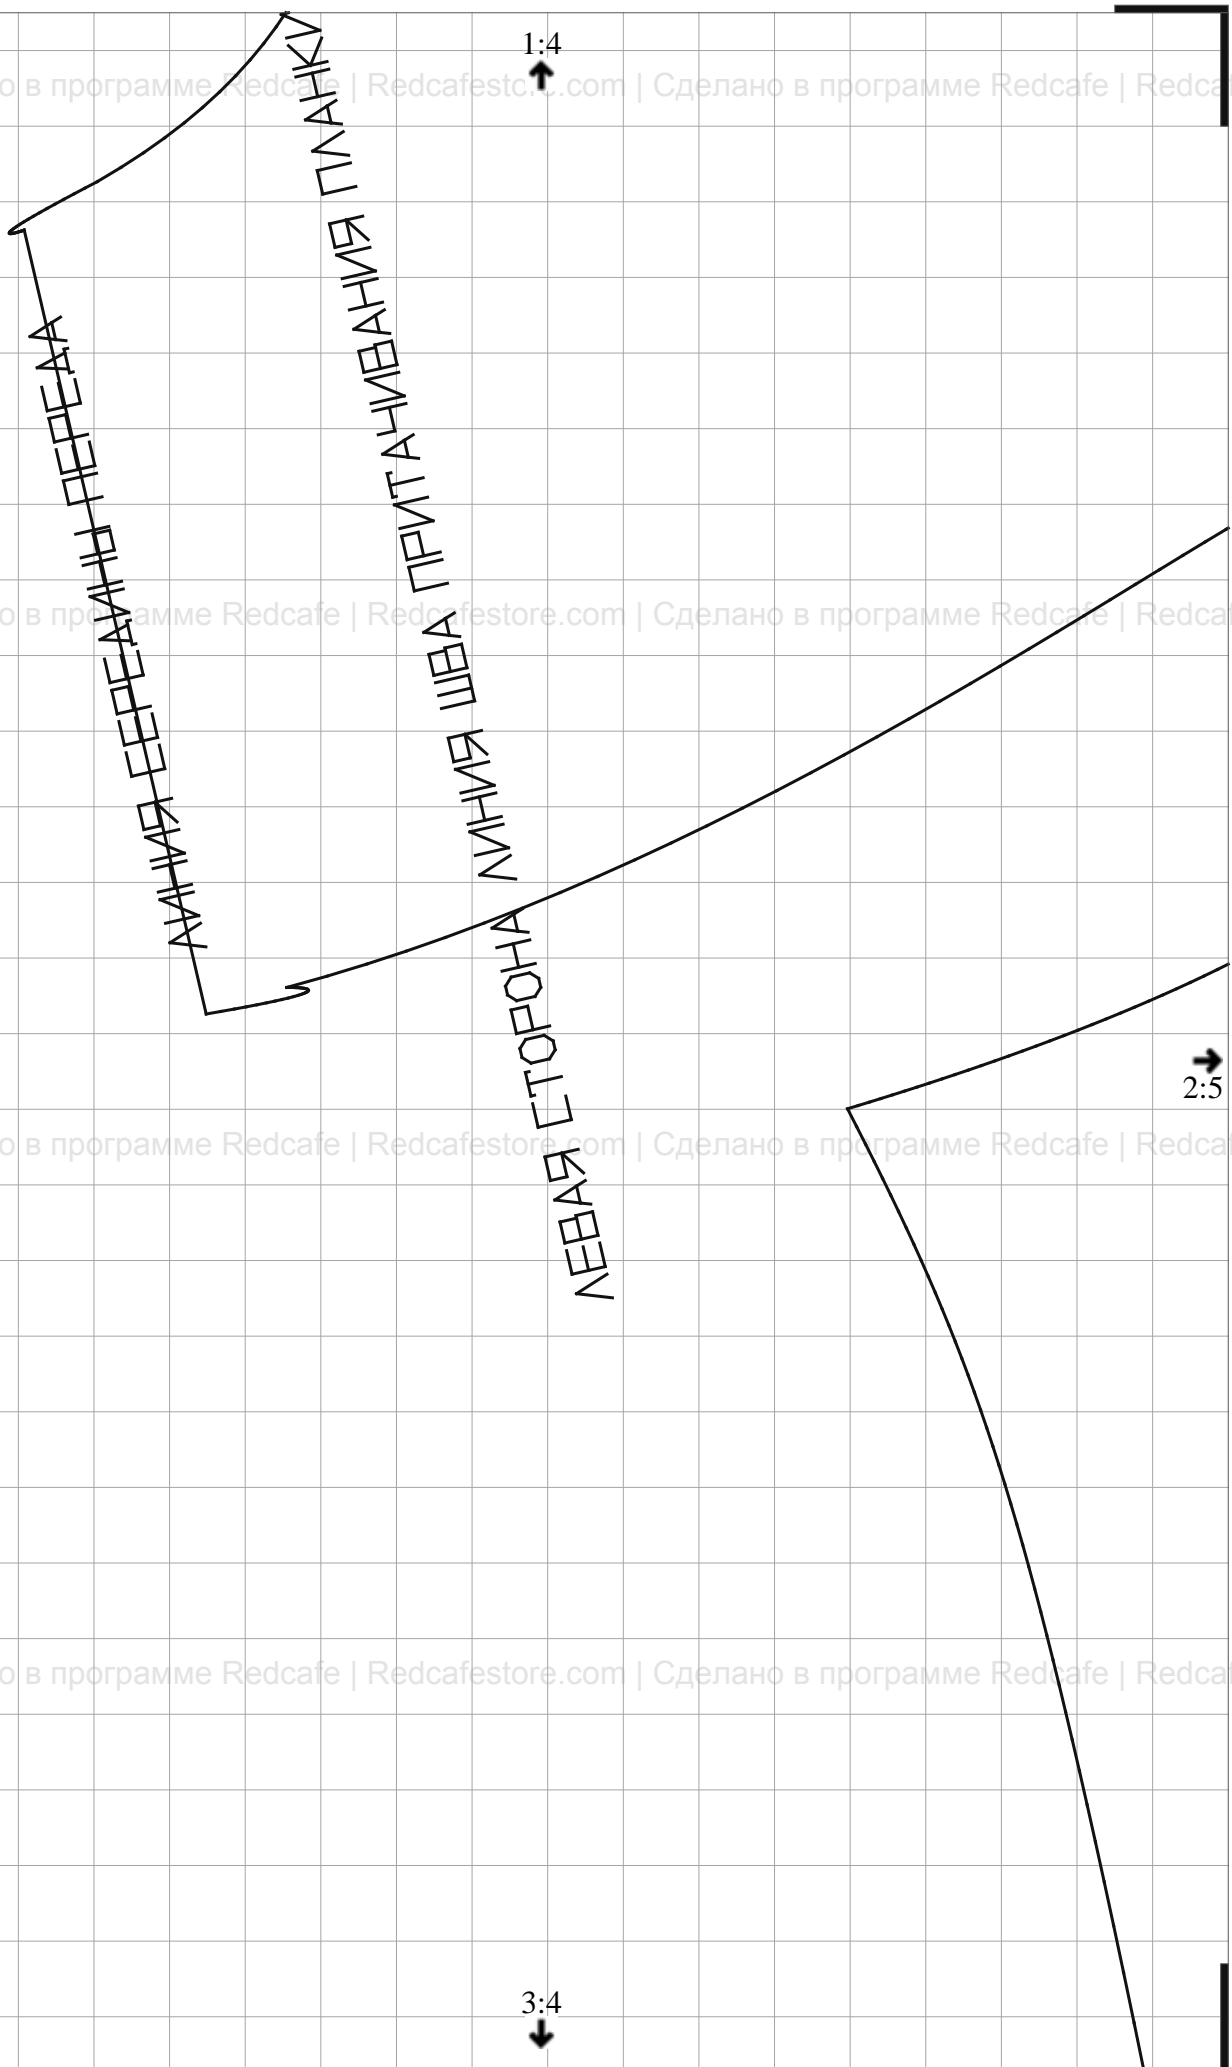 1:4
о в программе Redcafe | Redcafestore.com | Сделано в программе Redcafe | Redca
ЛЕВАЯ СТОРОНА ЛИНИЯ ШВА ПРИТАЧИВАНИЯ ПЛАНКИ
ЛИНИЯ СЕРЕДИНЫ ПЕРЕДА
о в программе Redcafe | Redcafestore.com | Сделано в программе Redcafe | Redca
2:5
о в программе Redcafe | Redcafestore.com | Сделано в программе Redcafe | Redca
о в программе Redcafe | Redcafestore.com | Сделано в программе Redcafe | Redca
3:4